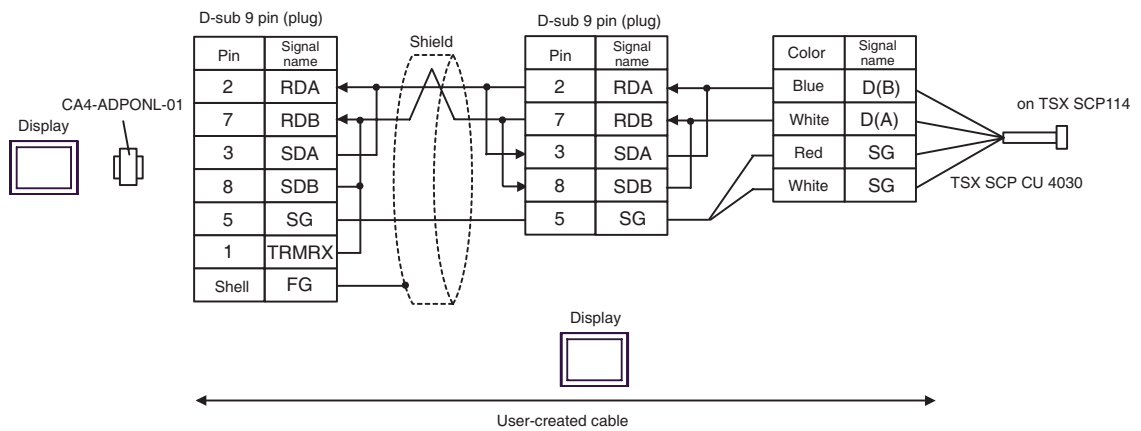 D-sub 9 pin (plug)
Pin Signal name
2 RDA
7 RDB
3 SDA
8 SDB
5 SG
1 TRMRX
Shell FG
Shield
D-sub 9 pin (plug)
Pin Signal name
2 RDA
7 RDB
3 SDA
8 SDB
5 SG
Color Signal name
Blue D(B)
White D(A)
Red SG
White SG
on TSX SCP114
TSX SCP CU 4030
CA4-ADPONL-01
Display
Display
User-created cable